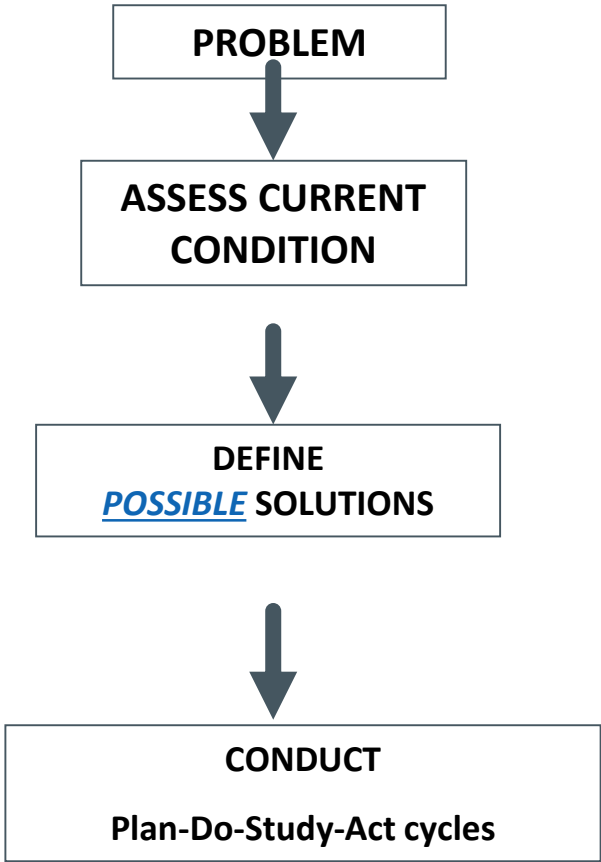 PROBLEM
ASSESS CURRENT
CONDITION
DEFINE
POSSIBLE SOLUTIONS
CONDUCT
Plan-Do-Study-Act cycles